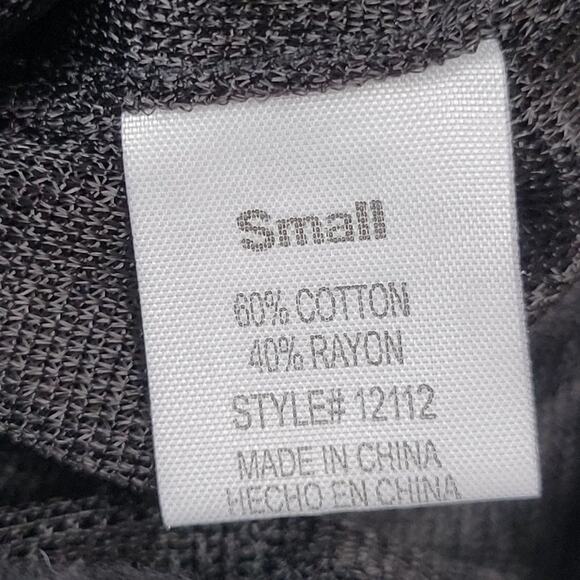 Small
60% COTTON
40% RAYON
STYLE# 12112
MADE IN CHINA
HECHO EN CHINA